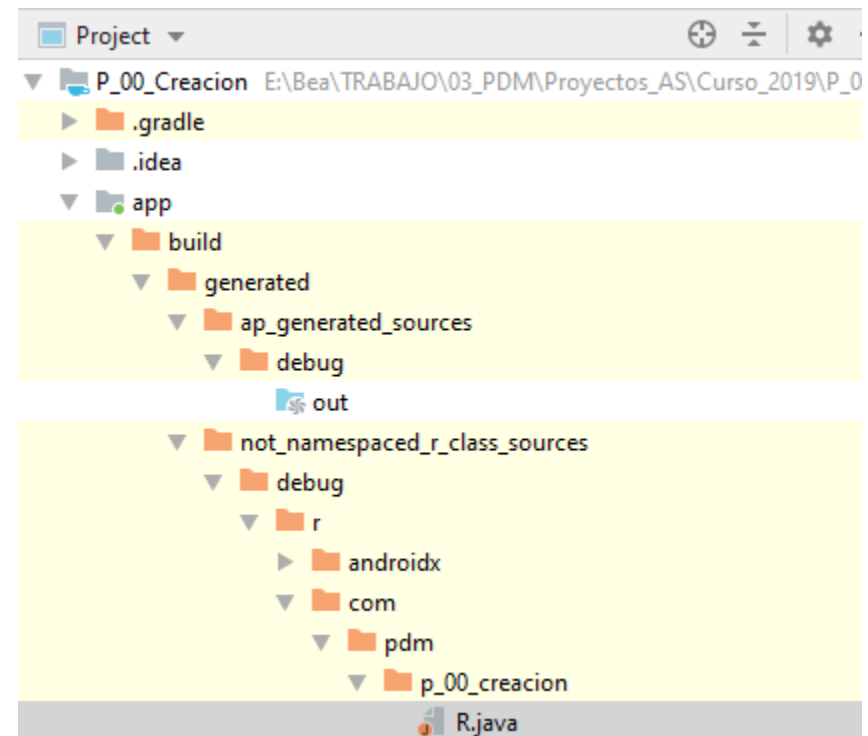 Project
P_00_Creacion E:\Bea\TRABAJO\03_PDM\Proyectos_AS\Curso_2019\P_0
.gradle
.idea
app
build
generated
ap_generated_sources
debug
out
not_namespaced_r_class_sources
debug
r
androidx
com
pdm
p_00_creacion
R.java